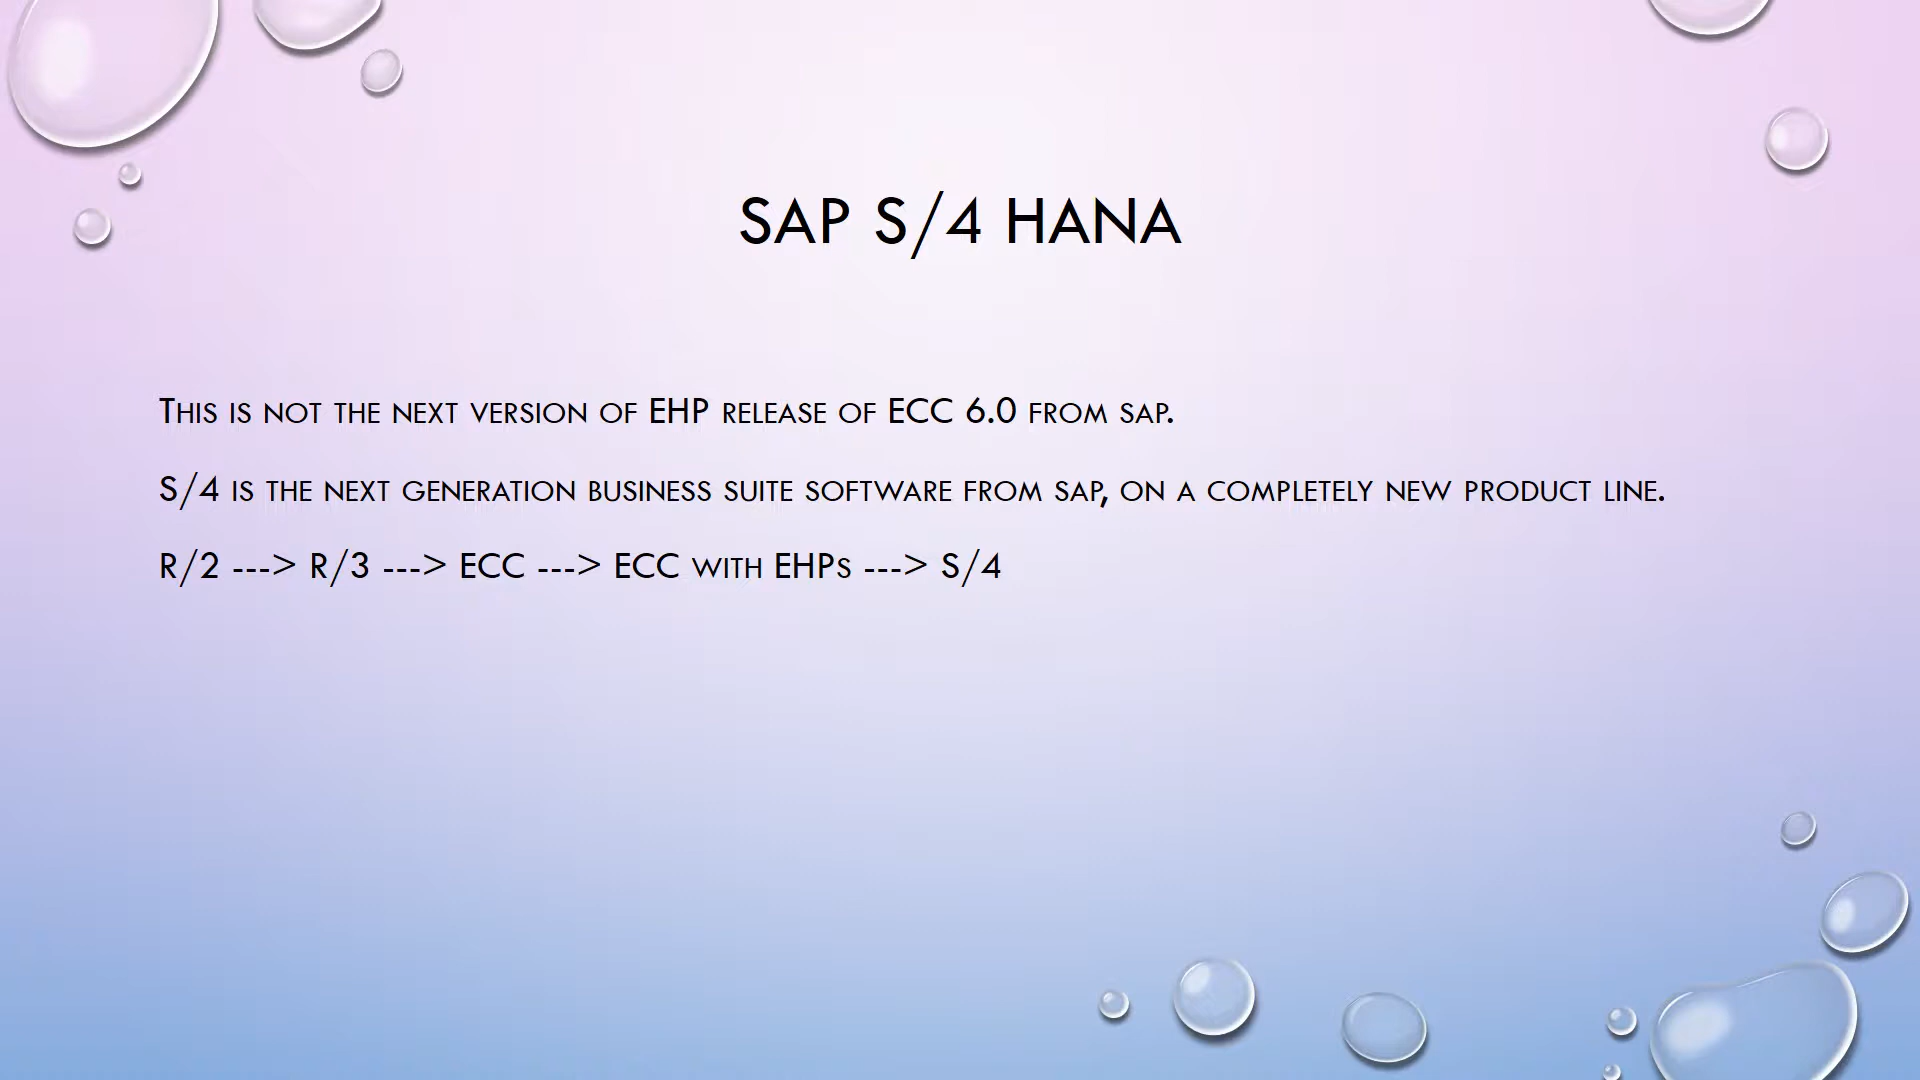 SAP S/4 HANA
This is not the next version of EHP release of ECC 6.0 from sap.
S/4 is the next generation business suite software from sap, on a completely new product line.
R/2 ---> R/3 ---> ECC ---> ECC with EHPs ---> S/4